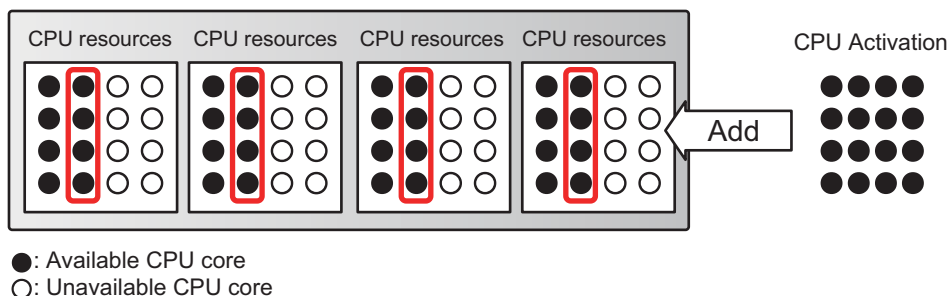 CPU resources CPU resources CPU resources CPU resources
CPU Activation
Add
●: Available CPU core
○: Unavailable CPU core